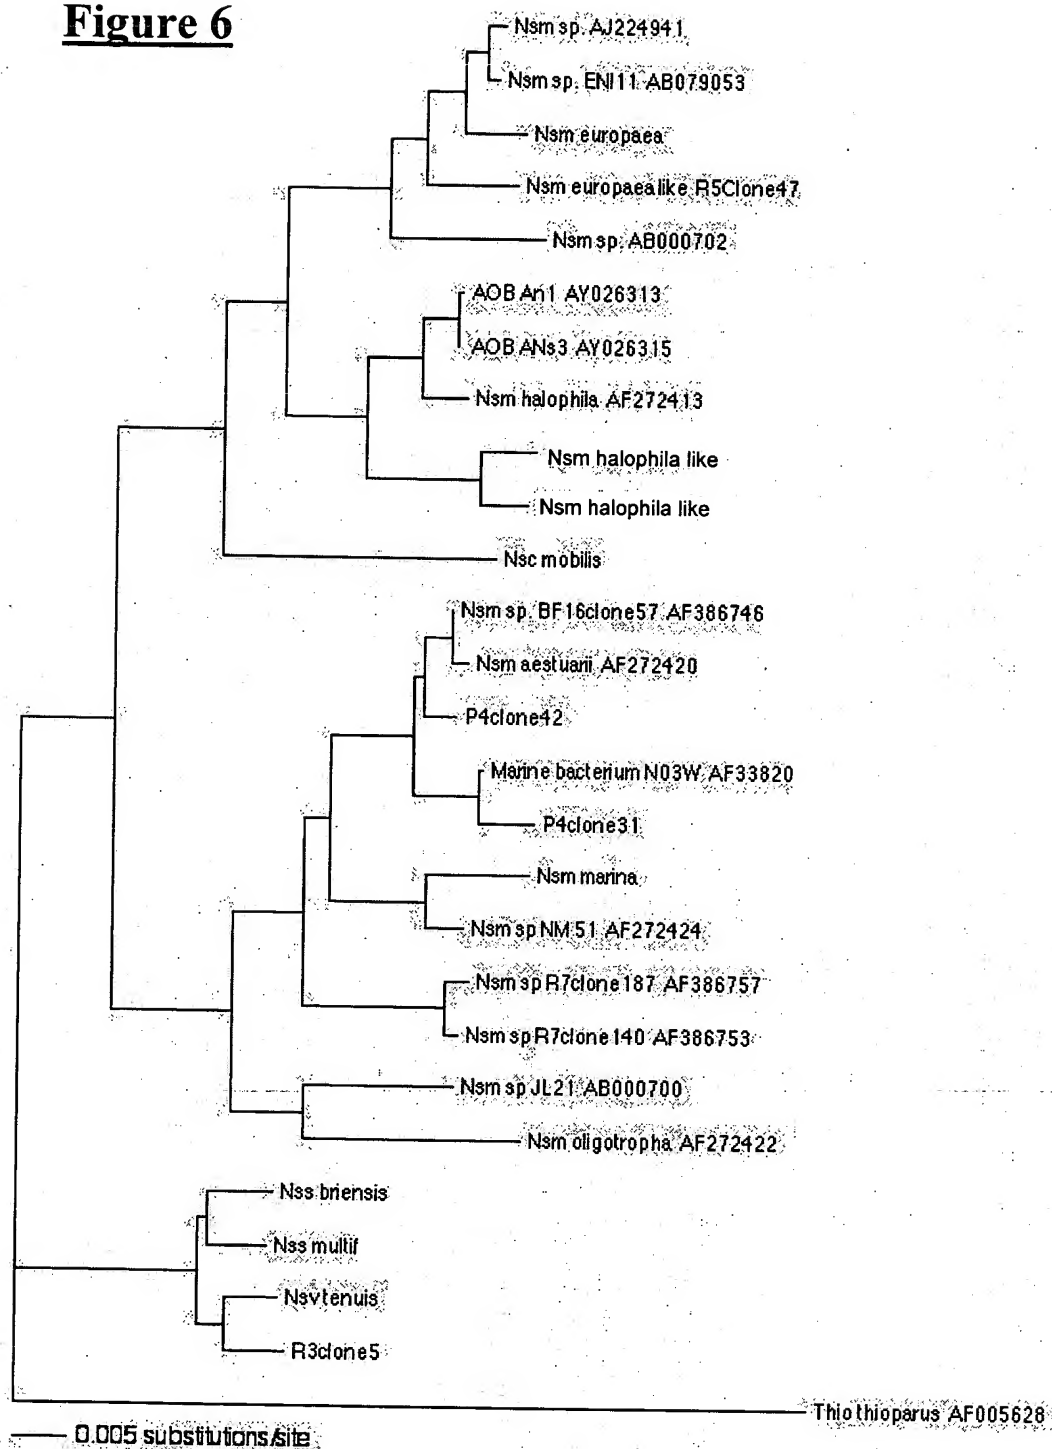 Figure 6
Nsm sp. AJ224941
Nsm sp. ENI11 AB079053
Nsm europaea
Nsm europaea like R5Clone47
Nsm sp. AB000702
AOB An1 AY026313
AOB ANs3 AY026315
Nsm halophila AF272413
Nsm halophila like
Nsm halophila like
Nsc mobilis
Nsm sp. BF16clone57 AF386746
Nsm aestuarii AF272420
P4clone42
Marine bacterium N03W AF33820
P4clone31
Nsm marina
Nsm sp NM 51 AF272424
Nsm sp R7clone187 AF386757
Nsm sp R7clone140 AF386753
Nsm sp JL21 AB000700
Nsm oligotropha AF272422
Nss briensis
Nss multif
Nsv tenuis
R3clone5
Thio thioparus AF005628
0.005 substitutions/site